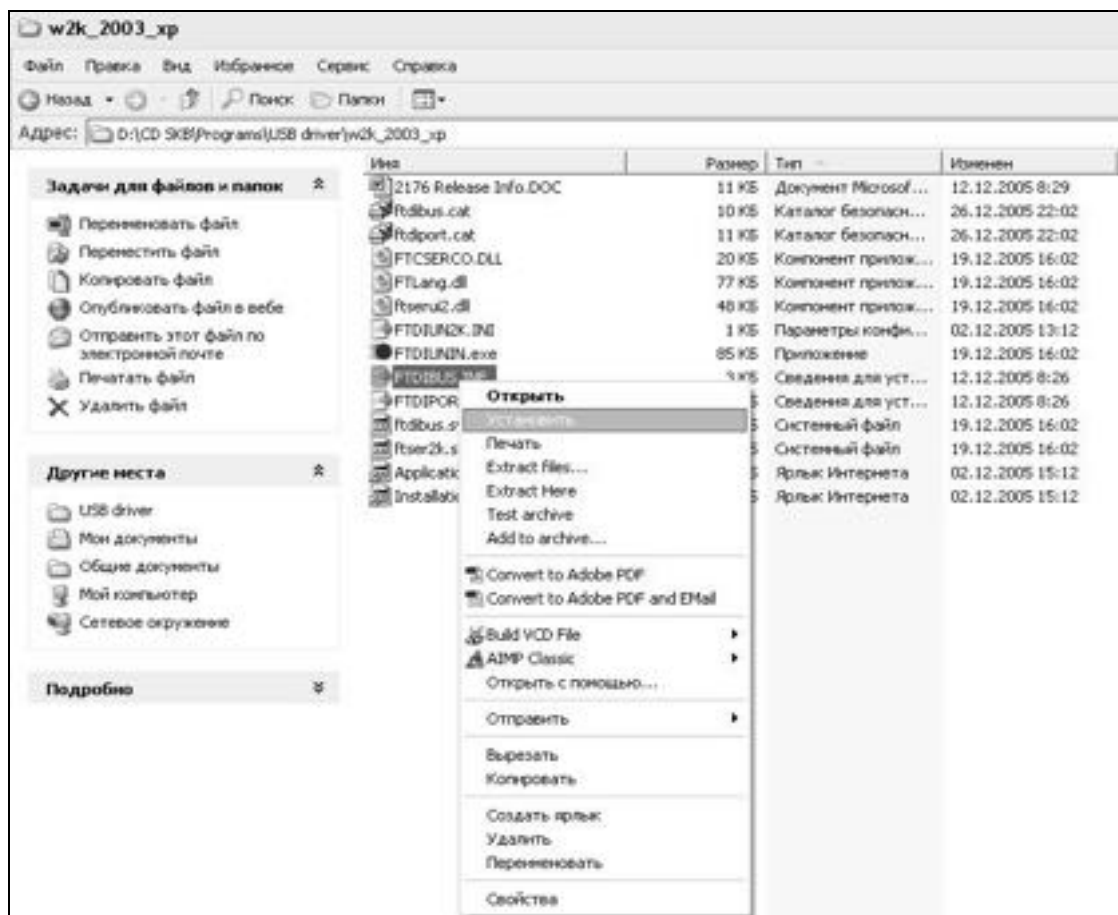 w2k_2003_xp
Файл Правка Вид Избранное Сервис Справка
Назад Поиск Папки
Адрес: D:\CD SKB\Programs\USB driver\w2k_2003_xp
Задачи для файлов и папок
Переименовать файл
Переместить файл
Копировать файл
Опубликовать файл в вебе
Отправить этот файл по
электронной почте
Печатать файл
Удалить файл
Другие места
USB driver
Мои документы
Общие документы
Мой компьютер
Сетевое окружение
Подробно
Имя Размер Тип Изменен
2176 Release Info.DOC 11 КБ Документ Microsof... 12.12.2005 8:29
ftdibus.cat 10 КБ Каталог безопасн... 26.12.2005 22:02
ftdiport.cat 11 КБ Каталог безопасн... 26.12.2005 22:02
FTCSERCO.DLL 20 КБ Компонент прилож... 19.12.2005 16:02
FTLang.dll 77 КБ Компонент прилож... 19.12.2005 16:02
ftserui2.dll 48 КБ Компонент прилож... 19.12.2005 16:02
FTDIUN2K.INI 1 КБ Параметры конфи... 02.12.2005 13:12
FTDIUNIN.exe 85 КБ Приложение 19.12.2005 16:02
FTDIBUS.INF 3 КБ Сведения для уст... 12.12.2005 8:26
FTDIPOR Сведения для уст... 12.12.2005 8:26
ftdibus.s Системный файл 19.12.2005 16:02
ftser2k.s Системный файл 19.12.2005 16:02
Applicatic Ярлык Интернета 02.12.2005 15:12
Installatic Ярлык Интернета 02.12.2005 15:12
Открыть
Установить
Печать
Extract files...
Extract Here
Test archive
Add to archive...
Convert to Adobe PDF
Convert to Adobe PDF and EMail
Build VCD File
AIMP Classic
Открыть с помощью...
Отправить
Вырезать
Копировать
Создать ярлык
Удалить
Переименовать
Свойства